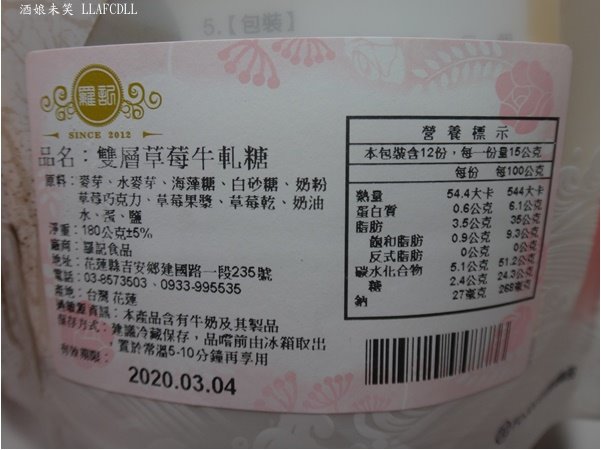 酒娘未笑 LLAFCDLL
5.【包裝】
羅記
SINCE 2012
品名：雙層草莓牛軋糖
原料：麥芽、水麥芽、海藻糖、白砂糖、奶粉
草莓巧克力、草莓果漿、草莓乾、奶油
水、蛋、鹽
淨重：180公克±5%
廠商：羅記食品
地址：花蓮縣吉安鄉建國路一段235號
電話：03-8573503、0933-995535
產地：台灣 花蓮
過敏源資訊：本產品含有牛奶及其製品
保存方式：建議冷藏保存，品嚐前由冰箱取出
，置於常溫5-10分鐘再享用
有效期限：
2020.03.04
營養標示
本包裝含12份，每一份量15公克
每份 每100公克
熱量 54.4大卡 544大卡
蛋白質 0.6公克 6.1公克
脂肪 3.5公克 35公克
飽和脂肪 0.9公克 9.3公克
反式脂肪 0公克 0公克
碳水化合物 5.1公克 51.2公克
糖 2.4公克 24.3公克
鈉 27毫克 268毫克